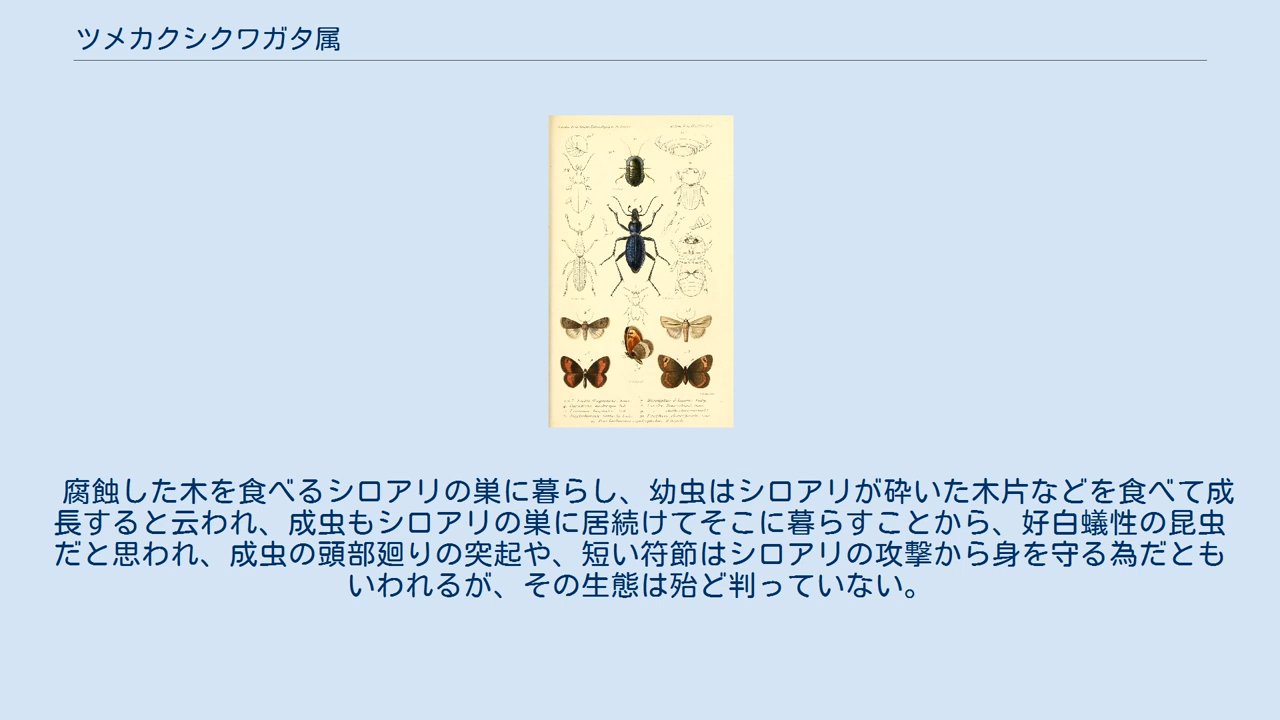 ツメカクシクワガタ属
腐蝕した木を食べるシロアリの巣に暮らし、幼虫はシロアリが砕いた木片などを食べて成
長すると云われ、成虫もシロアリの巣に居続けてそこに暮らすことから、好白蟻性の昆虫
だと思われ、成虫の頭部廻りの突起や、短い符節はシロアリの攻撃から身を守る為だとも
いわれるが、その生態は殆ど判っていない。